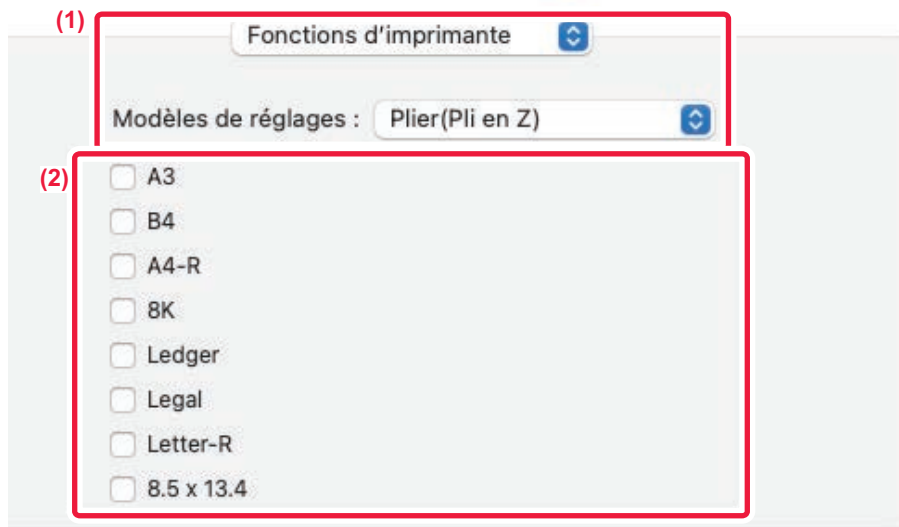 (1)
Fonctions d'imprimante
Modèles de réglages : Plier(Pli en Z)
(2)
A3
B4
A4-R
8K
Ledger
Legal
Letter-R
8.5 x 13.4